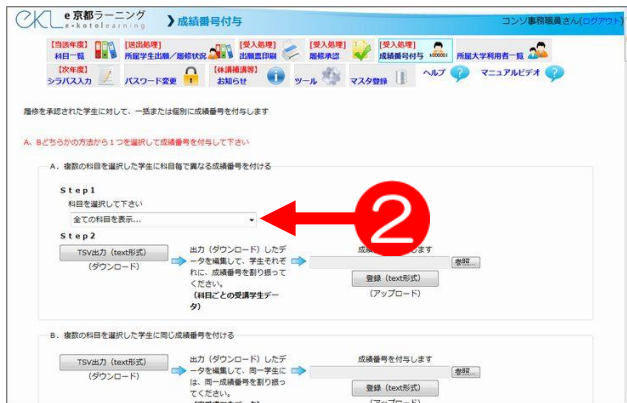 e京都ラーニング
e-kotolearning
成績番号付与
コンソ事務職員さん(ログアウト)
【当該年度】
科目一覧
【送出処理】
所属学生出願/履修状況
【受入処理】
出願票印刷
【受入処理】
履修承認
【受入処理】
成績番号付与
A000001
所属大学利用者一覧
【次年度】
シラバス入力
パスワード変更
【休講補講等】
お知らせ
ツール
マスタ登録
ヘルプ
マニュアルビデオ
履修を承認された学生に対して、一括または個別に成績番号を付与します
A、Bどちらかの方法から1つを選択して成績番号を付与して下さい
A. 複数の科目を選択した学生に科目毎で異なる成績番号を付ける
Step1
科目を選択して下さい
全ての科目を表示...
2
Step2
TSV出力 (text形式)
(ダウンロード)
出力(ダウンロード)したデ
ータを編集して、学生それぞ
れに、成績番号を割り振って
ください。
(科目ごとの受講学生デー
タ)
成績
ます
参照...
登録 (text形式)
(アップロード)
B. 複数の科目を選択した学生に同じ成績番号を付ける
TSV出力 (text形式)
(ダウンロード)
出力(ダウンロード)したデ
ータを編集して、同一学生に
は、同一成績番号を割り振っ
てください。
成績番号を付与します
参照...
登録 (text形式)
(アップロード)